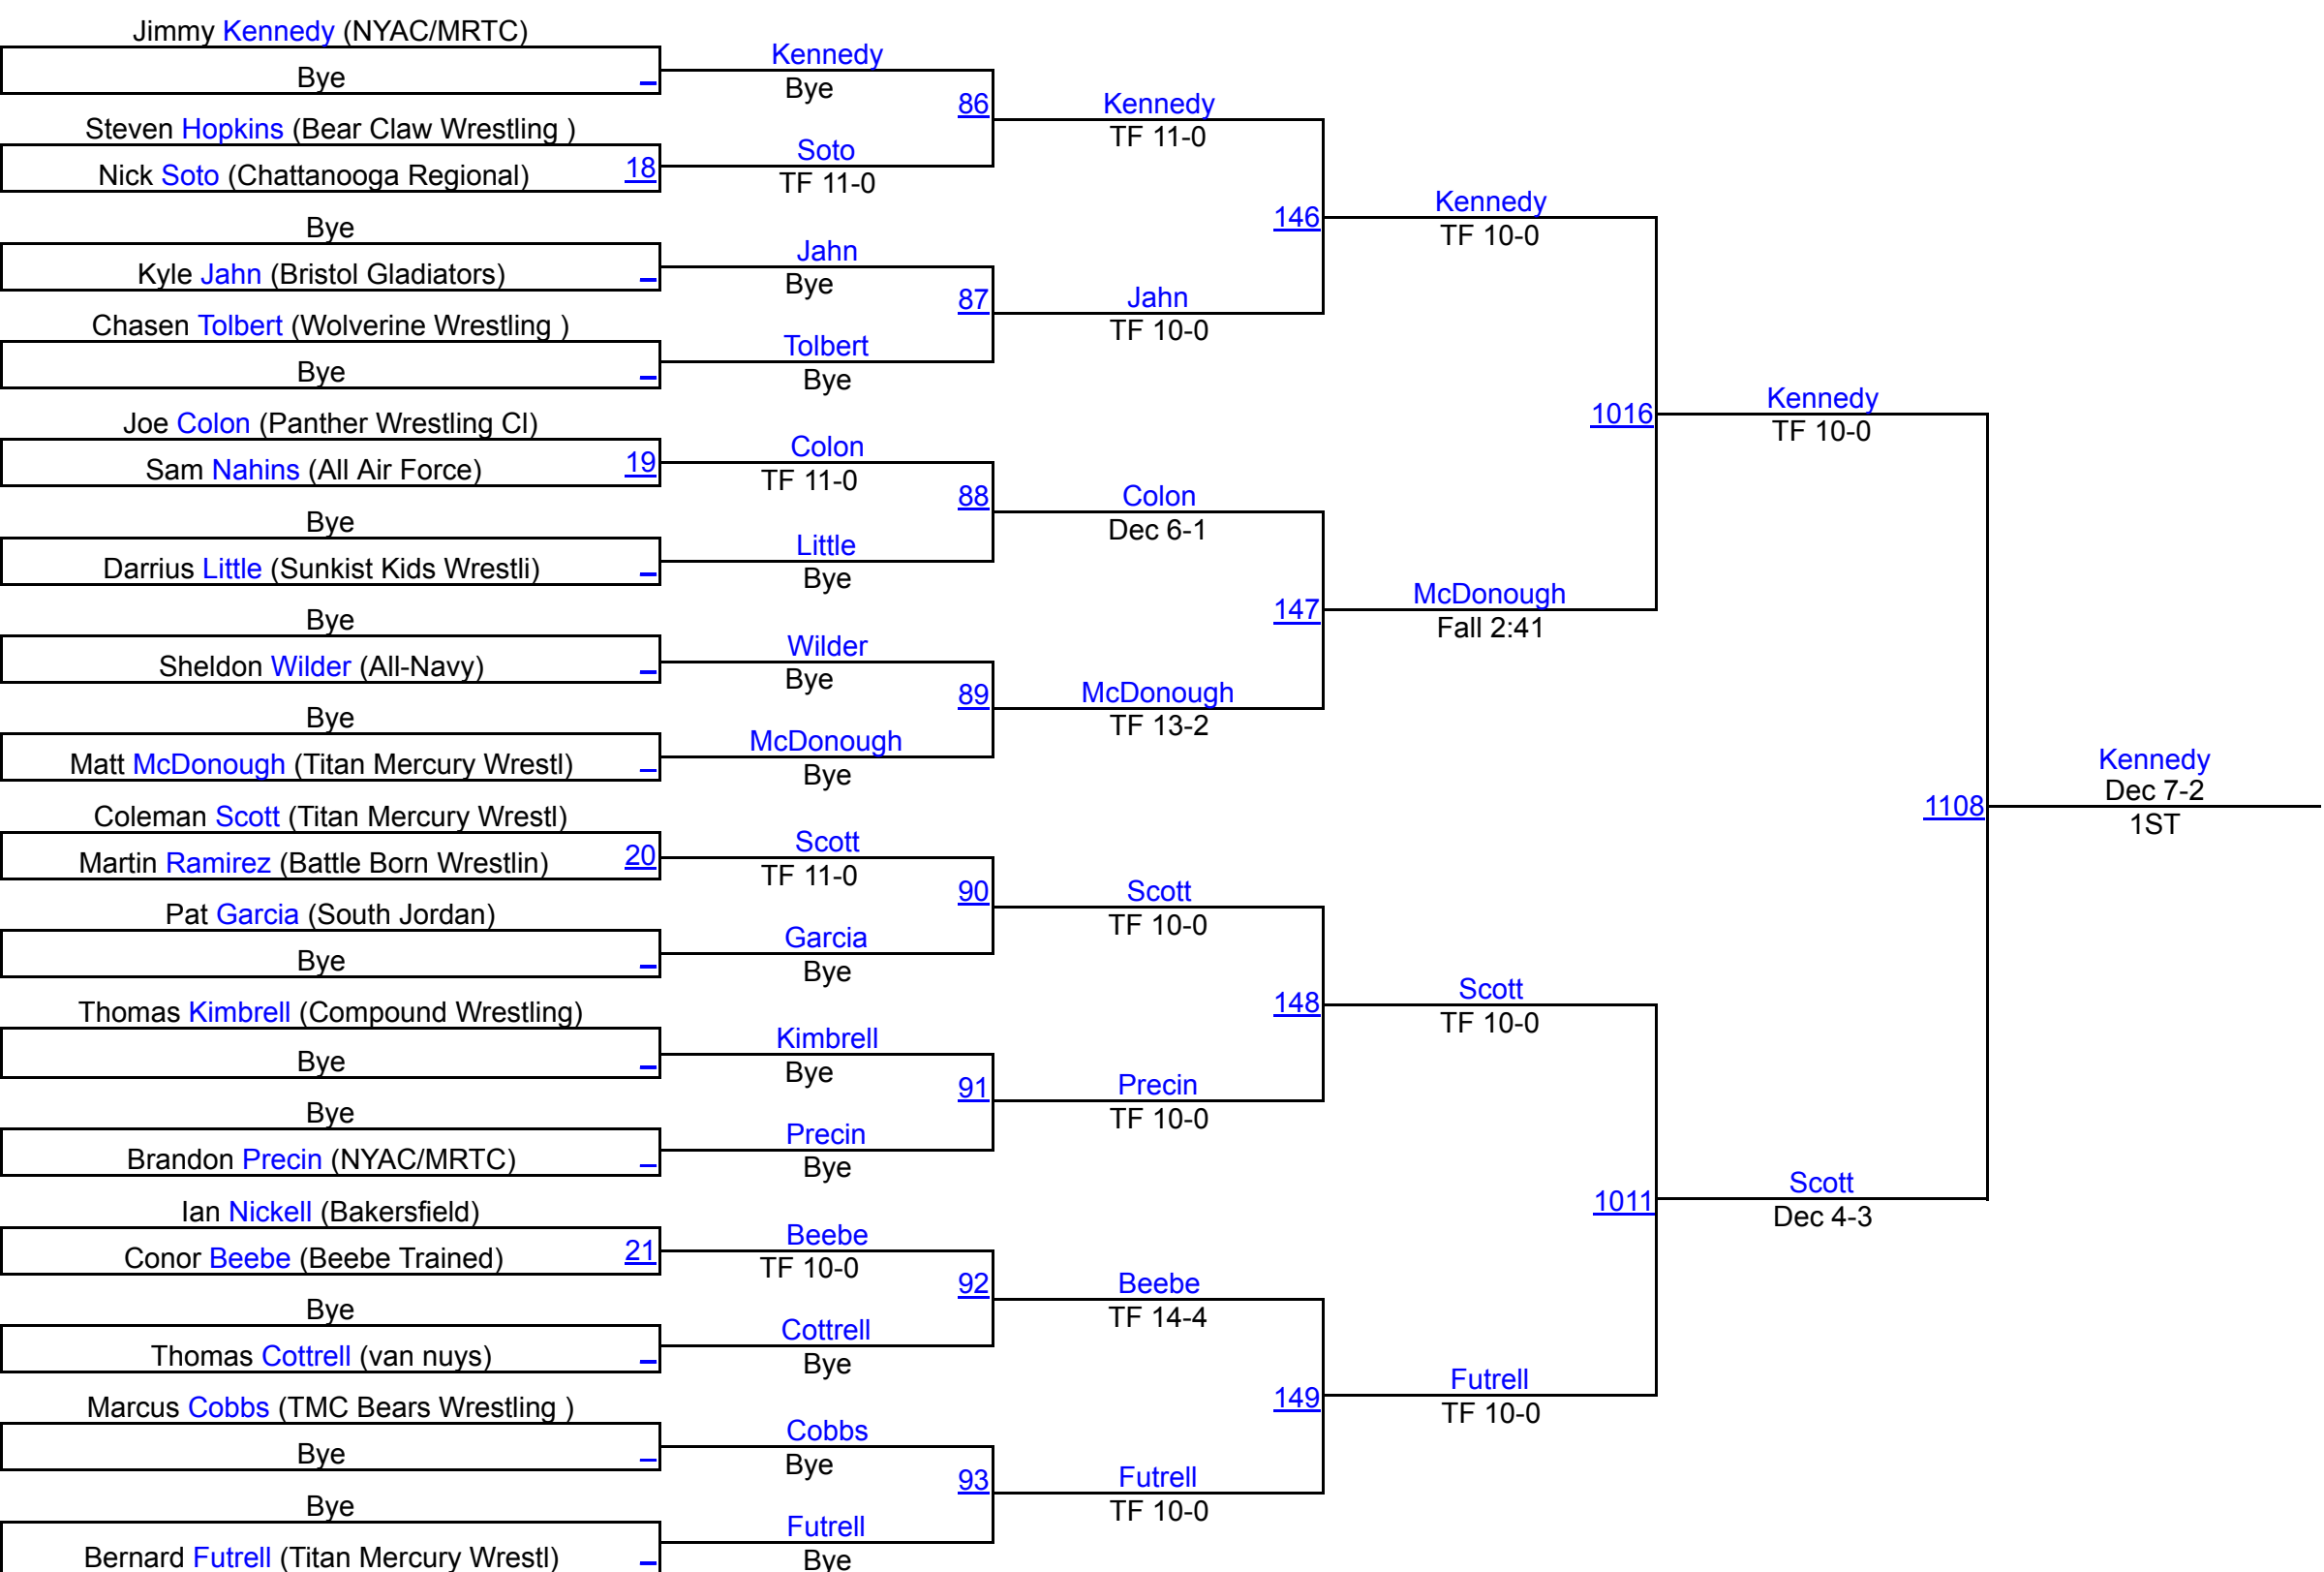 Jimmy Kennedy (NYAC/MRTC)
Bye
Steven Hopkins (Bear Claw Wrestling )
Nick Soto (Chattanooga Regional)
18
Bye
Kyle Jahn (Bristol Gladiators)
Chasen Tolbert (Wolverine Wrestling )
Bye
Joe Colon (Panther Wrestling Cl)
Sam Nahins (All Air Force)
19
Bye
Darrius Little (Sunkist Kids Wrestli)
Bye
Sheldon Wilder (All-Navy)
Bye
Matt McDonough (Titan Mercury Wrestl)
Coleman Scott (Titan Mercury Wrestl)
Martin Ramirez (Battle Born Wrestlin)
20
Pat Garcia (South Jordan)
Bye
Thomas Kimbrell (Compound Wrestling)
Bye
Bye
Brandon Precin (NYAC/MRTC)
Ian Nickell (Bakersfield)
Conor Beebe (Beebe Trained)
21
Bye
Thomas Cottrell (van nuys)
Marcus Cobbs (TMC Bears Wrestling )
Bye
Bye
Bernard Futrell (Titan Mercury Wrestl)
Kennedy
Bye
86
Soto
TF 11-0
Jahn
Bye
87
Tolbert
Bye
Colon
TF 11-0
88
Little
Bye
Wilder
Bye
89
McDonough
Bye
Scott
TF 11-0
90
Garcia
Bye
Kimbrell
Bye
91
Precin
Bye
Beebe
TF 10-0
92
Cottrell
Bye
Cobbs
Bye
93
Futrell
Bye
Kennedy
TF 11-0
146
Jahn
TF 10-0
Colon
Dec 6-1
147
McDonough
TF 13-2
Scott
TF 10-0
148
Precin
TF 10-0
Beebe
TF 14-4
149
Futrell
TF 10-0
Kennedy
TF 10-0
1016
McDonough
Fall 2:41
Scott
TF 10-0
1011
Futrell
TF 10-0
Kennedy
TF 10-0
1108
Scott
Dec 4-3
Kennedy
Dec 7-2
1ST